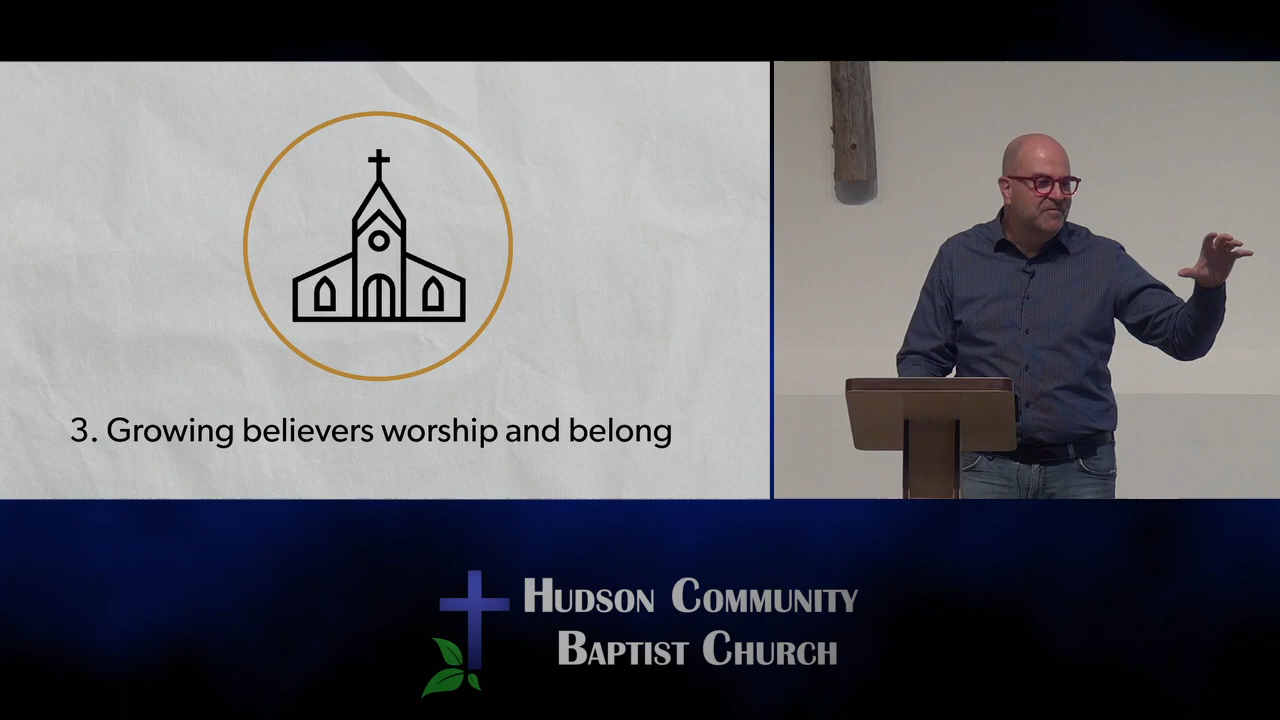 3. Growing believers worship and belong
Hudson Community
Baptist Church